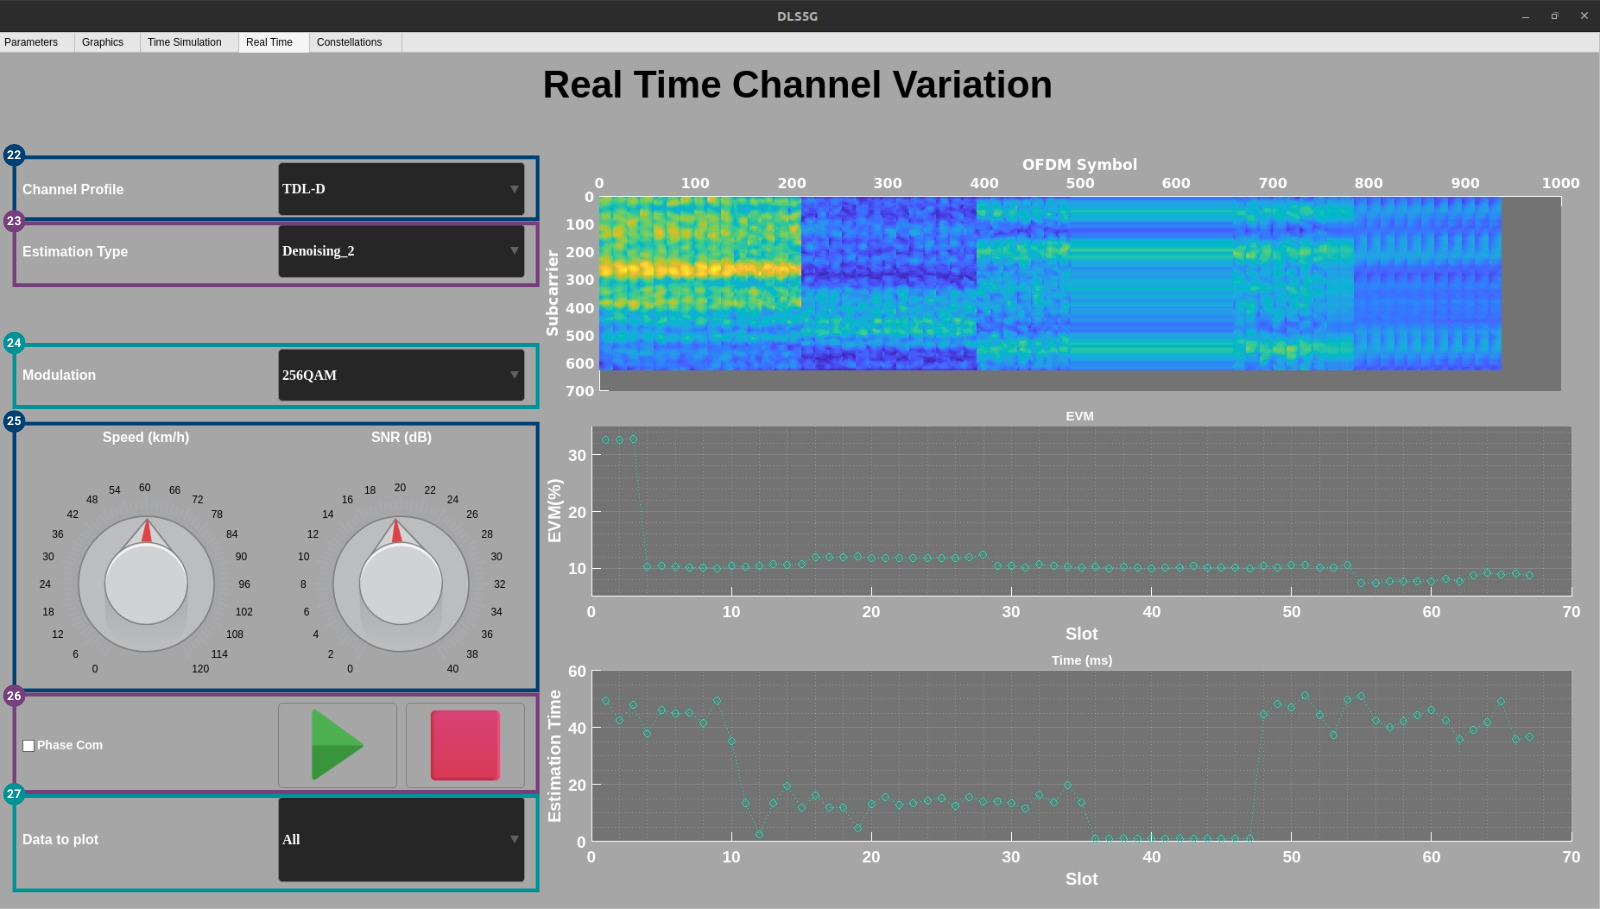 DLS5G
Parameters Graphics Time Simulation Real Time Constellations
Real Time Channel Variation
22
Channel Profile TDL-D
23
Estimation Type Denoising_2
24
Modulation 256QAM
25
Speed (km/h) SNR (dB)
0 6 12 18 24 30 36 42 48 54 60 66 72 78 84 90 96 102 108 114 120
0 2 4 6 8 10 12 14 16 18 20 22 24 26 28 30 32 34 36 38 40
26
Phase Com
27
Data to plot All
OFDM Symbol
0 100 200 300 400 500 600 700 800 900 1000
Subcarrier
0
100
200
300
400
500
600
700
EVM
EVM(%)
30
20
10
0 10 20 30 40 50 60 70
Slot
Time (ms)
Estimation Time
60
40
20
0
0 10 20 30 40 50 60 70
Slot